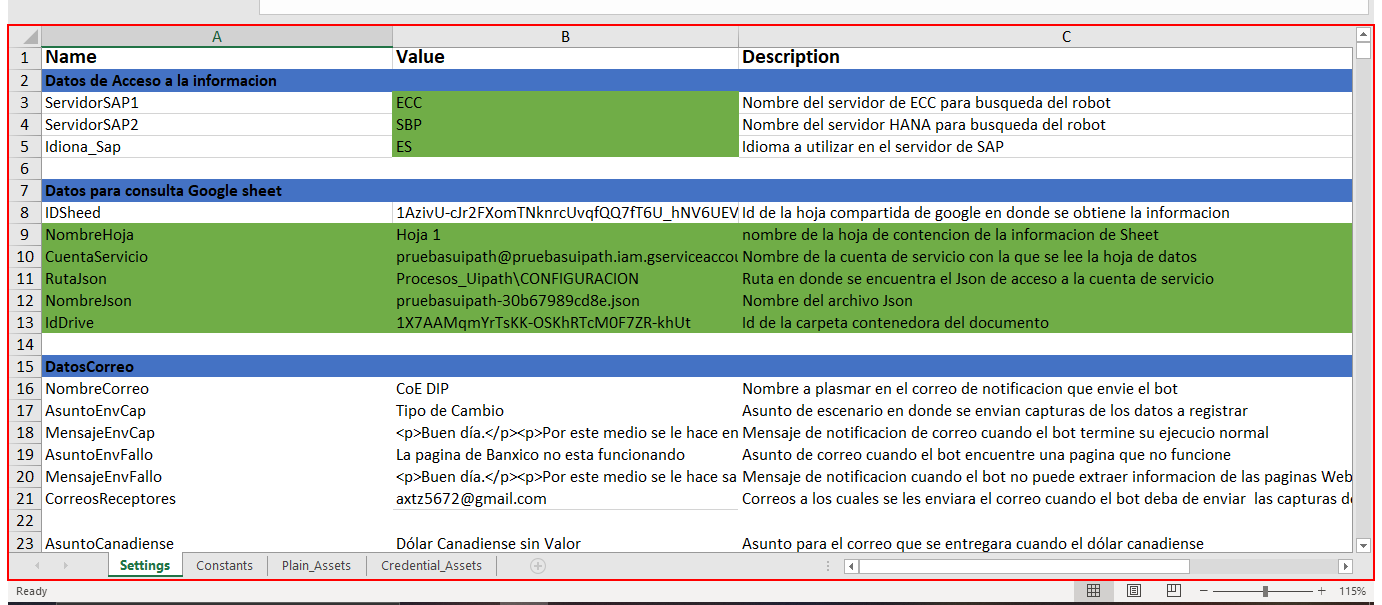 A B C
1 Name Value Description
2 Datos de Acceso a la informacion
3 ServidorSAP1 ECC Nombre del servidor de ECC para busqueda del robot
4 ServidorSAP2 SBP Nombre del servidor HANA para busqueda del robot
5 Idiona_Sap ES Idioma a utilizar en el servidor de SAP
6
7 Datos para consulta Google sheet
8 IDSheed 1AzivU-cJr2FXomTNknrcUvqfQQ7fT6U_hNV6UEV Id de la hoja compartida de google en donde se obtiene la informacion
9 NombreHoja Hoja 1 nombre de la hoja de contencion de la informacion de Sheet
10 CuentaServicio pruebasuipath@pruebasuipath.iam.gserviceaccou Nombre de la cuenta de servicio con la que se lee la hoja de datos
11 RutaJson Procesos_Uipath\CONFIGURACION Ruta en donde se encuentra el Json de acceso a la cuenta de servicio
12 NombreJson pruebasuipath-30b67989cd8e.json Nombre del archivo Json
13 IdDrive 1X7AAMqmYrTsKK-OSKhRTcM0F7ZR-khUt Id de la carpeta contenedora del documento
14
15 DatosCorreo
16 NombreCorreo CoE DIP Nombre a plasmar en el correo de notificacion que envie el bot
17 AsuntoEnvCap Tipo de Cambio Asunto de escenario en donde se envian capturas de los datos a registrar
18 MensajeEnvCap <p>Buen día.</p><p>Por este medio se le hace en Mensaje de notificacion de correo cuando el bot termine su ejecucio normal
19 AsuntoEnvFallo La pagina de Banxico no esta funcionando Asunto de correo cuando el bot encuentre una pagina que no funcione
20 MensajeEnvFallo <p>Buen día.</p><p>Por este medio se le hace sa Mensaje de notificacion cuando el bot no puede extraer informacion de las paginas Web
21 CorreosReceptores axtz5672@gmail.com Correos a los cuales se les enviara el correo cuando el bot deba de enviar las capturas de
22
23 AsuntoCanadiense Dólar Canadiense sin Valor Asunto para el correo que se entregara cuando el dólar canadiense
Settings Constants Plain_Assets Credential_Assets
Ready 115%